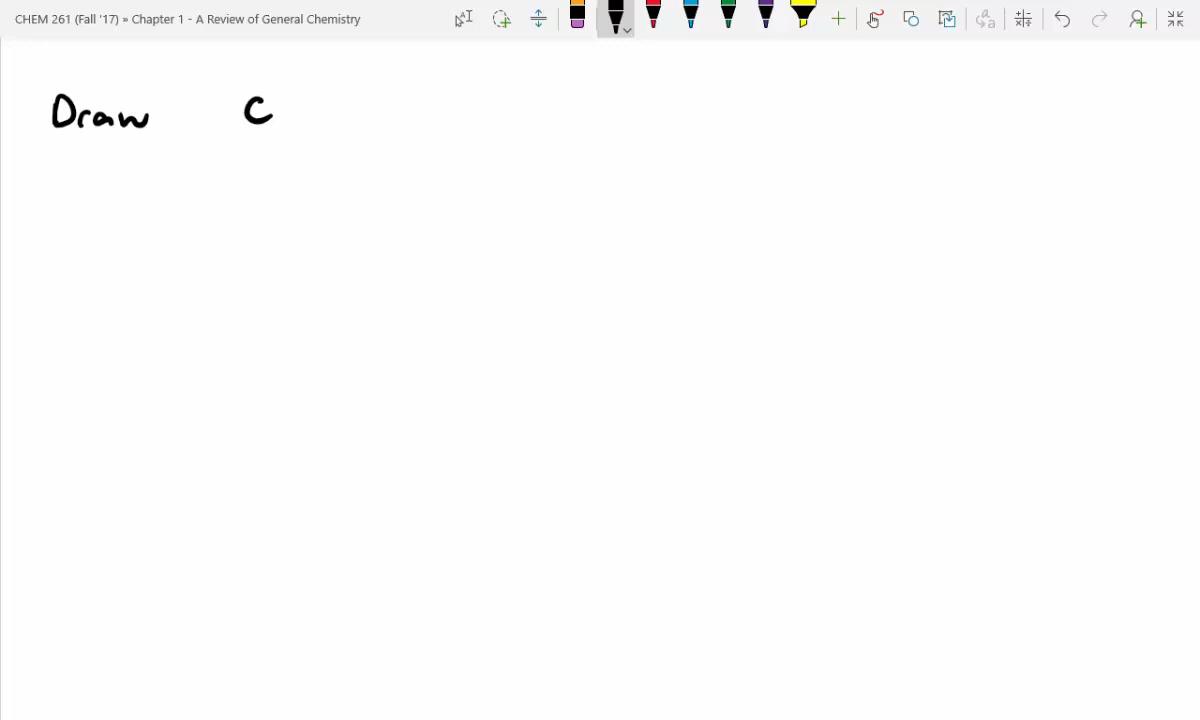 CHEM 261 (Fall '17) » Chapter 1 - A Review of General Chemistry
Draw C